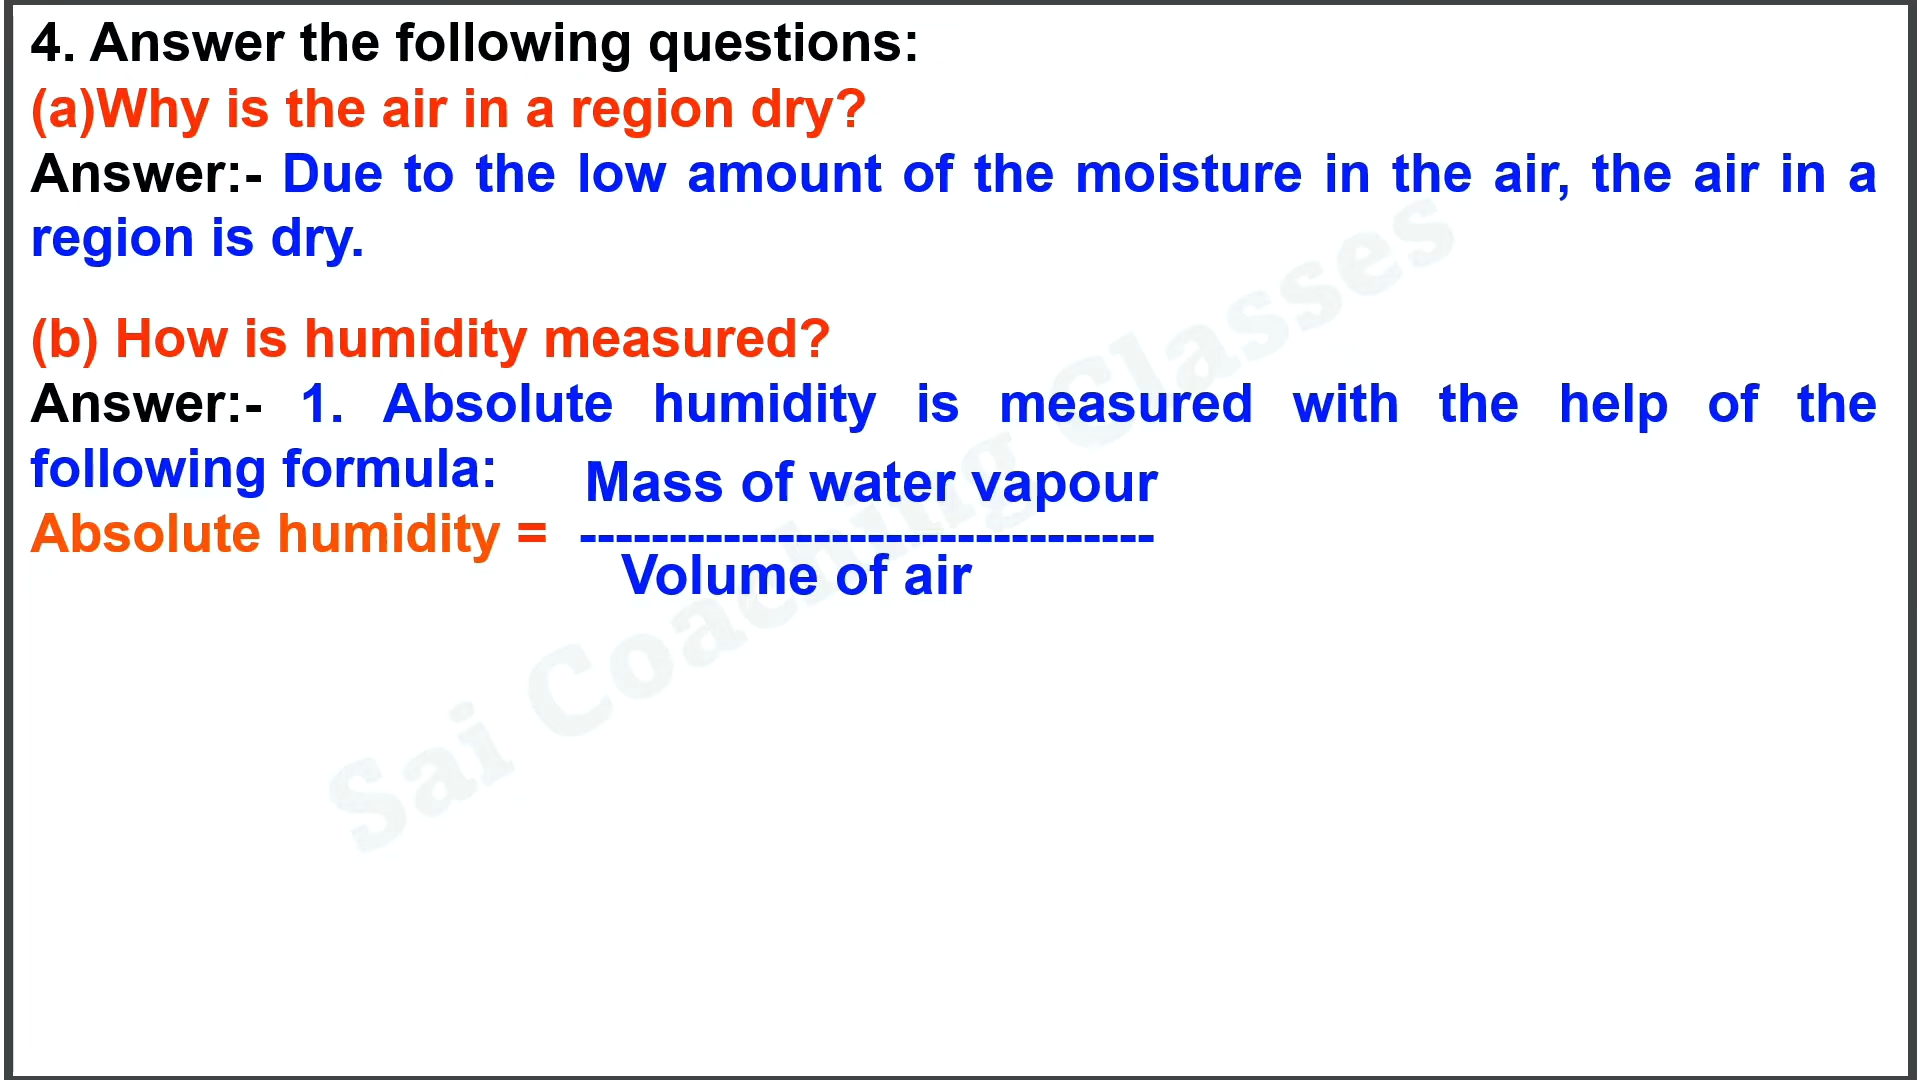 4. Answer the following questions:
(a)Why is the air in a region dry?
Answer:- Due to the low amount of the moisture in the air, the air in a
region is dry.
(b) How is humidity measured?
Answer:- 1. Absolute humidity is measured with the help of the
following formula:
Mass of water vapour
Absolute humidity = --------------------------------
Volume of air
Sai Coaching Classes